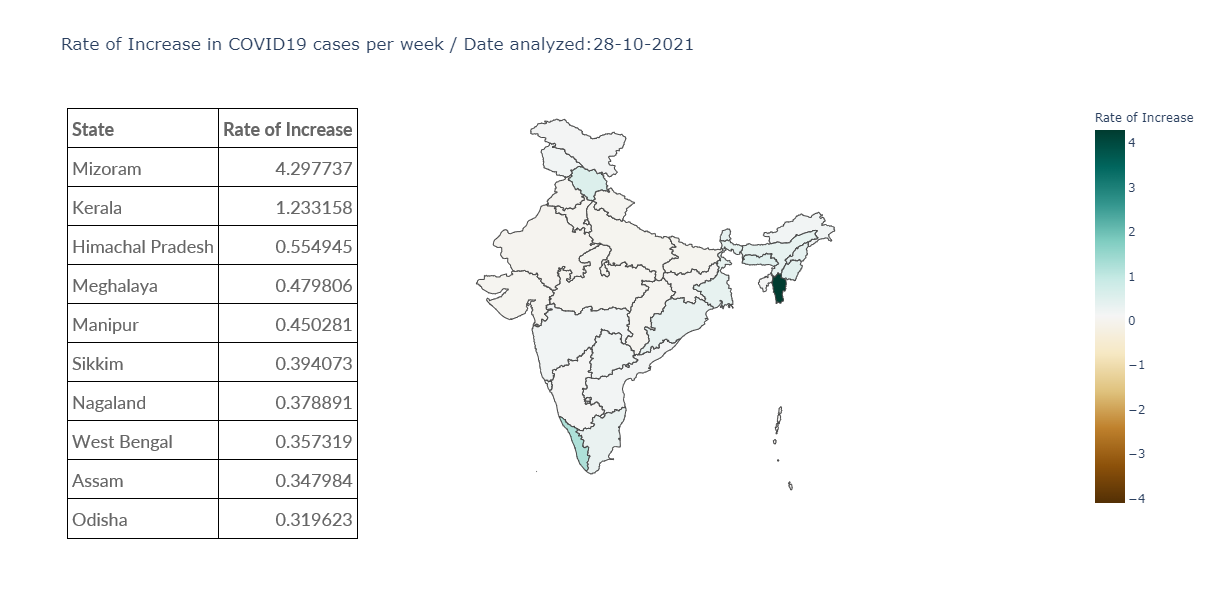 Rate of Increase in COVID19 cases per week / Date analyzed:28-10-2021
State Rate of Increase
Mizoram 4.297737
Kerala 1.233158
Himachal Pradesh 0.554945
Meghalaya 0.479806
Manipur 0.450281
Sikkim 0.394073
Nagaland 0.378891
West Bengal 0.357319
Assam 0.347984
Odisha 0.319623
Rate of Increase
4
3
2
1
0
−1
−2
−3
−4